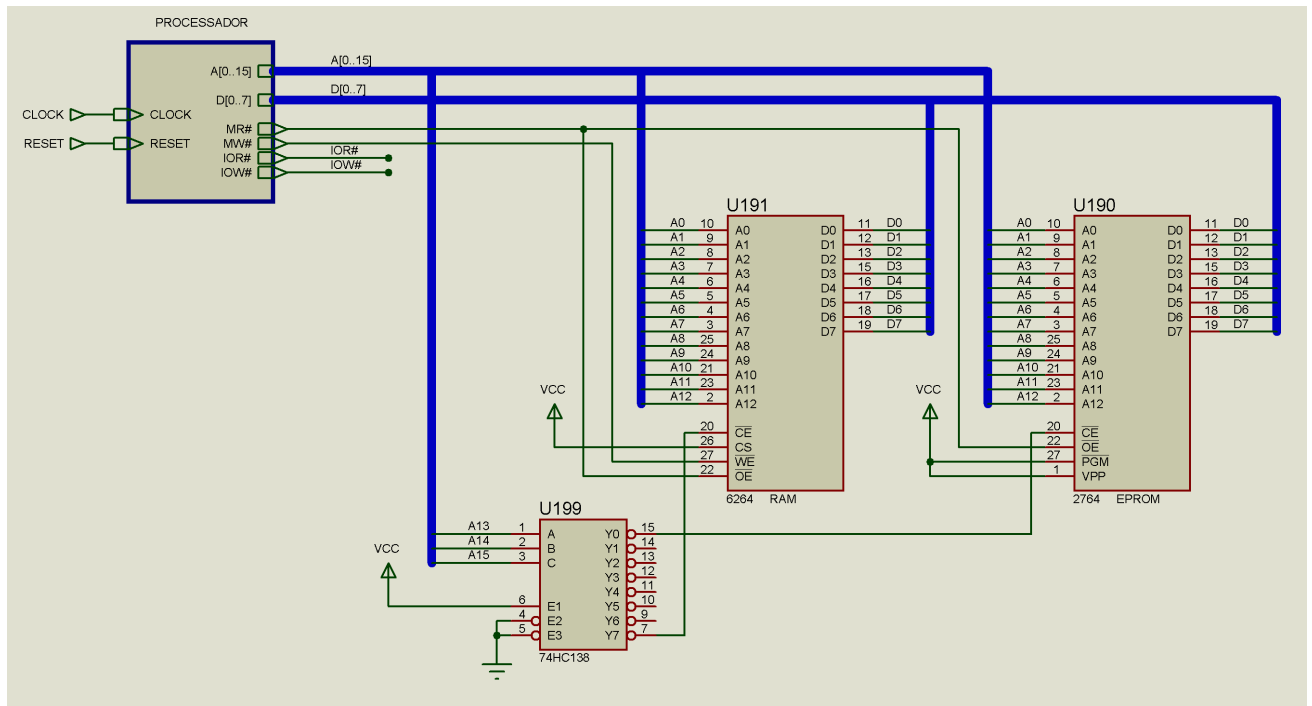 PROCESSADOR
A[0..15]
D[0..7]
CLOCK CLOCK
RESET RESET
MR#
MW#
IOR#
IOW#
A[0..15]
D[0..7]
IOR#
IOW#
U191
A0 10 A0 D0 11 D0
A1 9 A1 D1 12 D1
A2 8 A2 D2 13 D2
A3 7 A3 D3 15 D3
A4 6 A4 D4 16 D4
A5 5 A5 D5 17 D5
A6 4 A6 D6 18 D6
A7 3 A7 D7 19 D7
A8 25 A8
A9 24 A9
A10 21 A10
A11 23 A11
A12 2 A12
VCC
20 CE
26 CS
27 WE
22 OE
6264 RAM
U190
A0 10 A0 D0 11 D0
A1 9 A1 D1 12 D1
A2 8 A2 D2 13 D2
A3 7 A3 D3 15 D3
A4 6 A4 D4 16 D4
A5 5 A5 D5 17 D5
A6 4 A6 D6 18 D6
A7 3 A7 D7 19 D7
A8 25 A8
A9 24 A9
A10 21 A10
A11 23 A11
A12 2 A12
VCC
20 CE
22 OE
27 PGM
1 VPP
2764 EPROM
U199
A13 1 A Y0 15
A14 2 B Y1 14
A15 3 C Y2 13
Y3 12
Y4 11
VCC
6 E1 Y5 10
4 E2 Y6 9
5 E3 Y7 7
74HC138